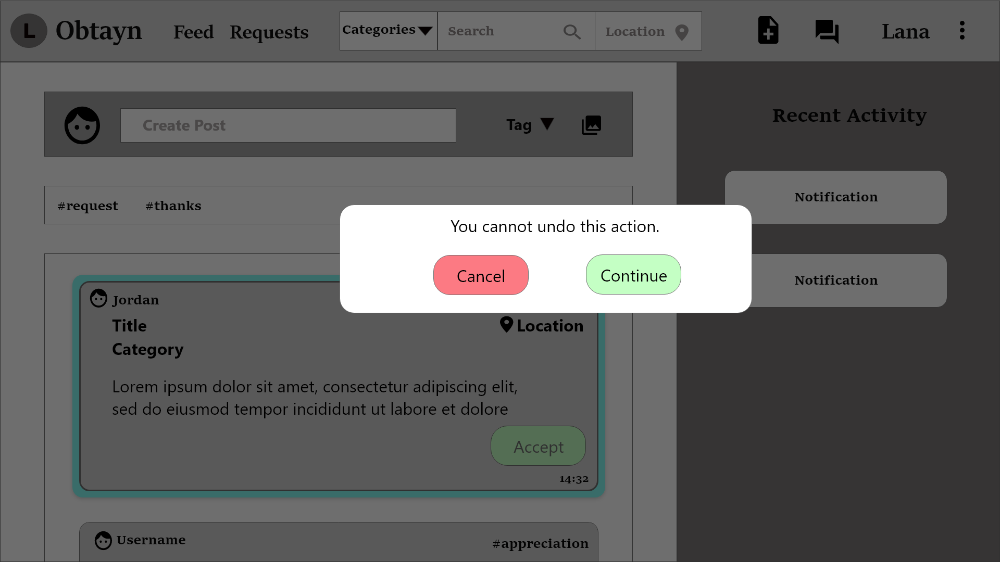 L Obtayn Feed Requests Categories Search Location Lana
Create Post Tag
Recent Activity
#request #thanks
Notification
You cannot undo this action.
Cancel Continue
Notification
Jordan
Title Location
Category
Lorem ipsum dolor sit amet, consectetur adipiscing elit,
sed do eiusmod tempor incididunt ut labore et dolore
Accept
14:32
Username #appreciation